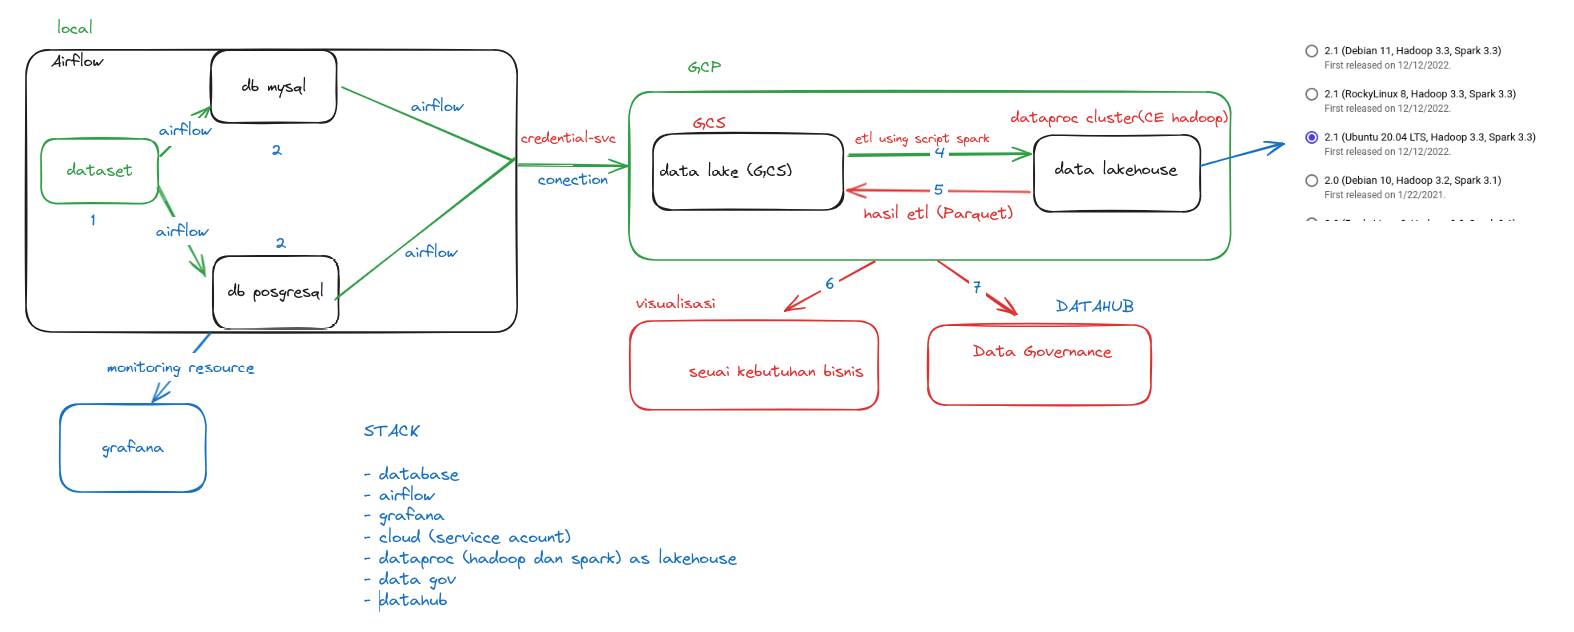 local
Airflow
db mysql
airflow
airflow
2
dataset
1
airflow
2
airflow
db posgresql
monitoring resource
grafana
credential-svc
conection
GCP
GCS
data lake (GCS)
etl using script spark
4
5
hasil etl (Parquet)
dataproc cluster(CE hadoop)
data lakehouse
2.1 (Debian 11, Hadoop 3.3, Spark 3.3)
First released on 12/12/2022.
2.1 (RockyLinux 8, Hadoop 3.3, Spark 3.3)
First released on 12/12/2022.
2.1 (Ubuntu 20.04 LTS, Hadoop 3.3, Spark 3.3)
First released on 12/12/2022.
2.0 (Debian 10, Hadoop 3.2, Spark 3.1)
First released on 1/22/2021.
6
visualisasi
seuai kebutuhan bisnis
7
DATAHUB
Data Governance
STACK
- database
- airflow
- grafana
- cloud (servicce acount)
- dataproc (hadoop dan spark) as lakehouse
- data gov
- datahub